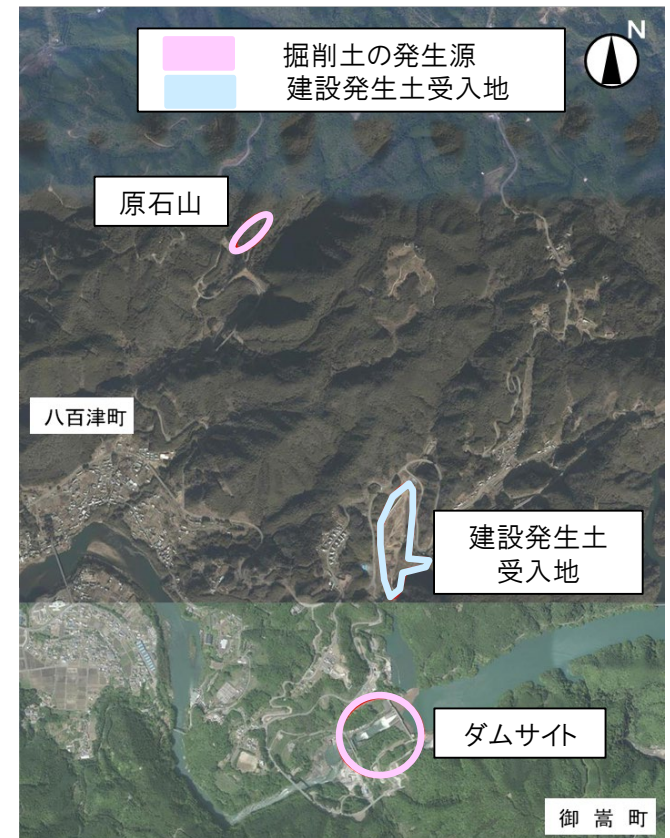 N
掘削土の発生源
建設発生土受入地
原石山
八百津町
建設発生土
受入地
ダムサイト
御嵩町